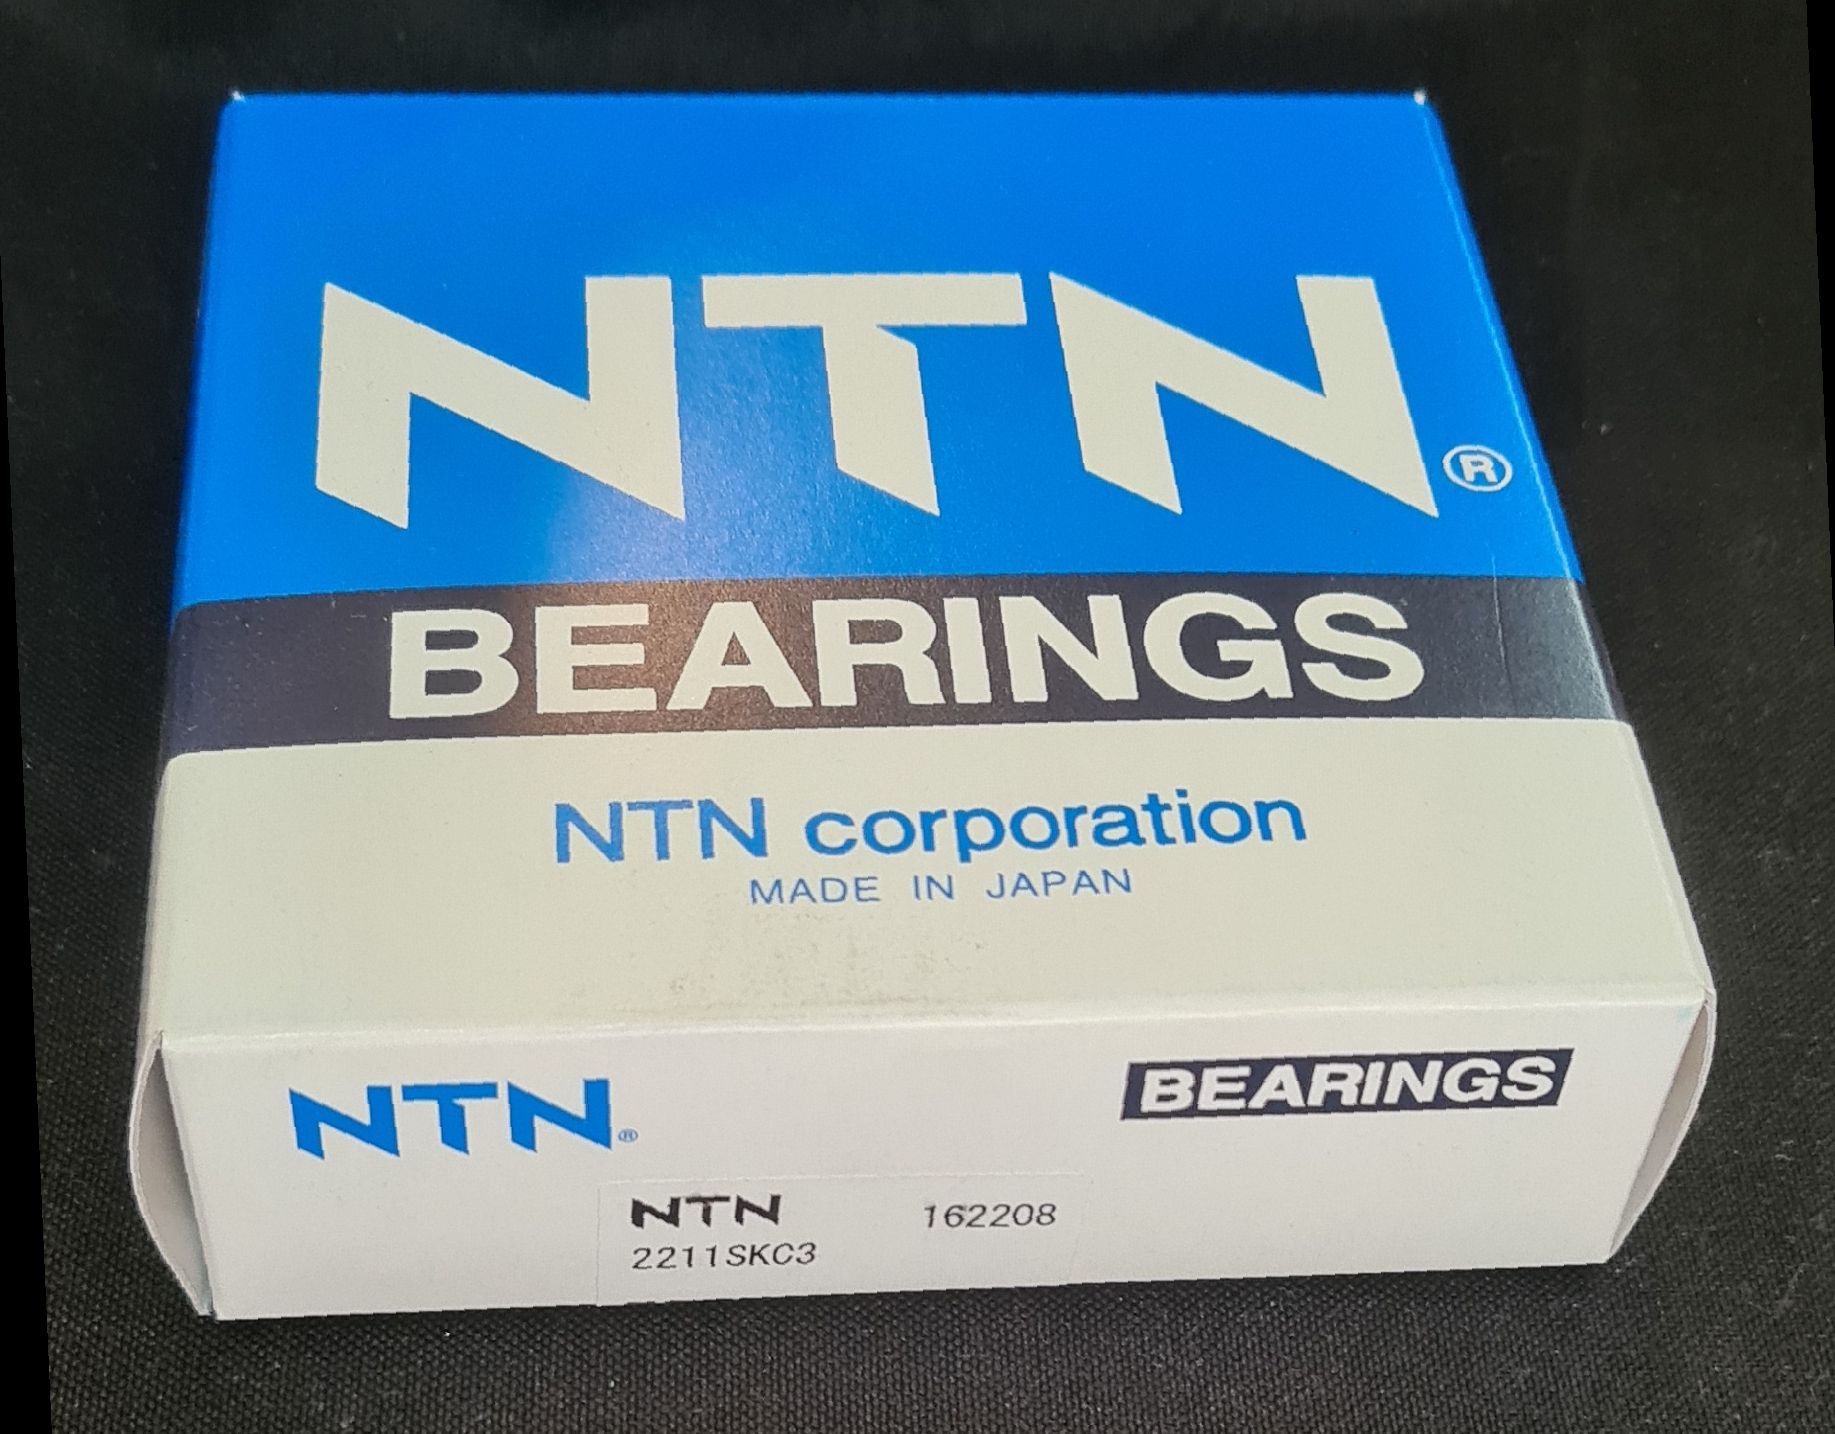 NTN®
BEARINGS
NTN corporation
MADE IN JAPAN
NTN® BEARINGS
NTN 162208
2211SKC3